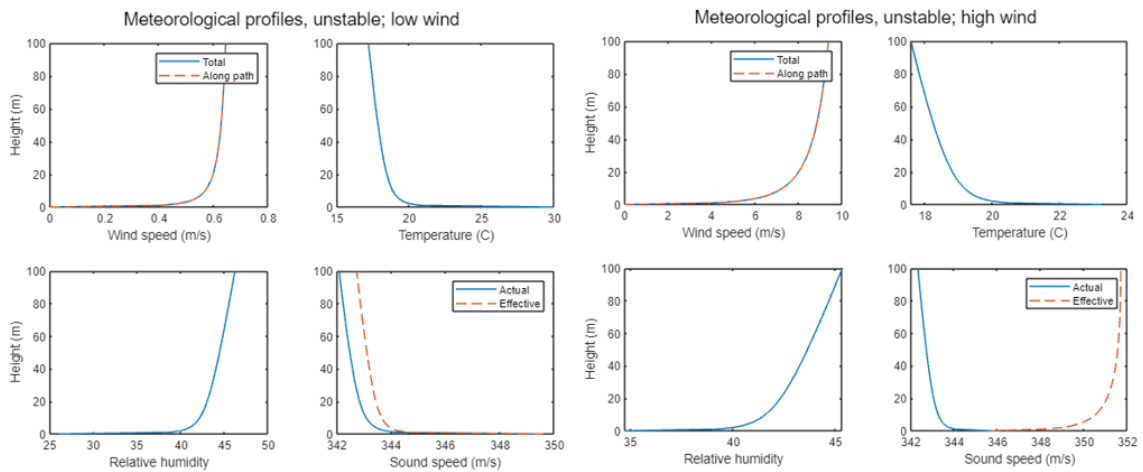 Meteorological profiles, unstable; low wind
100
80
60
40
20
0
Height (m)
Total
Along path
0 0.2 0.4 0.6 0.8
Wind speed (m/s)
100
80
60
40
20
0
15 20 25 30
Temperature (C)
100
80
60
40
20
0
Height (m)
25 30 35 40 45 50
Relative humidity
100
80
60
40
20
0
Actual
Effective
342 344 346 348 350
Sound speed (m/s)
Meteorological profiles, unstable; high wind
100
80
60
40
20
0
Height (m)
Total
Along path
0 2 4 6 8 10
Wind speed (m/s)
100
80
60
40
20
0
18 20 22 24
Temperature (C)
100
80
60
40
20
0
Height (m)
35 40 45
Relative humidity
100
80
60
40
20
0
Actual
Effective
342 344 346 348 350 352
Sound speed (m/s)